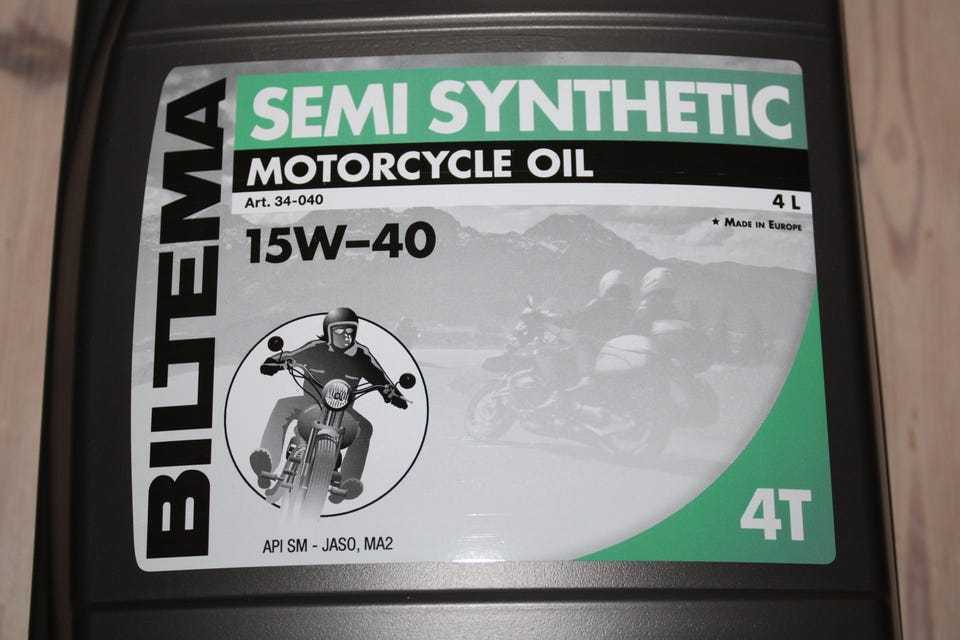 BILTEMA
SEMI SYNTHETIC
MOTORCYCLE OIL
Art. 34-040 4 L
★ MADE IN EUROPE
15W-40
4T
API SM - JASO, MA2